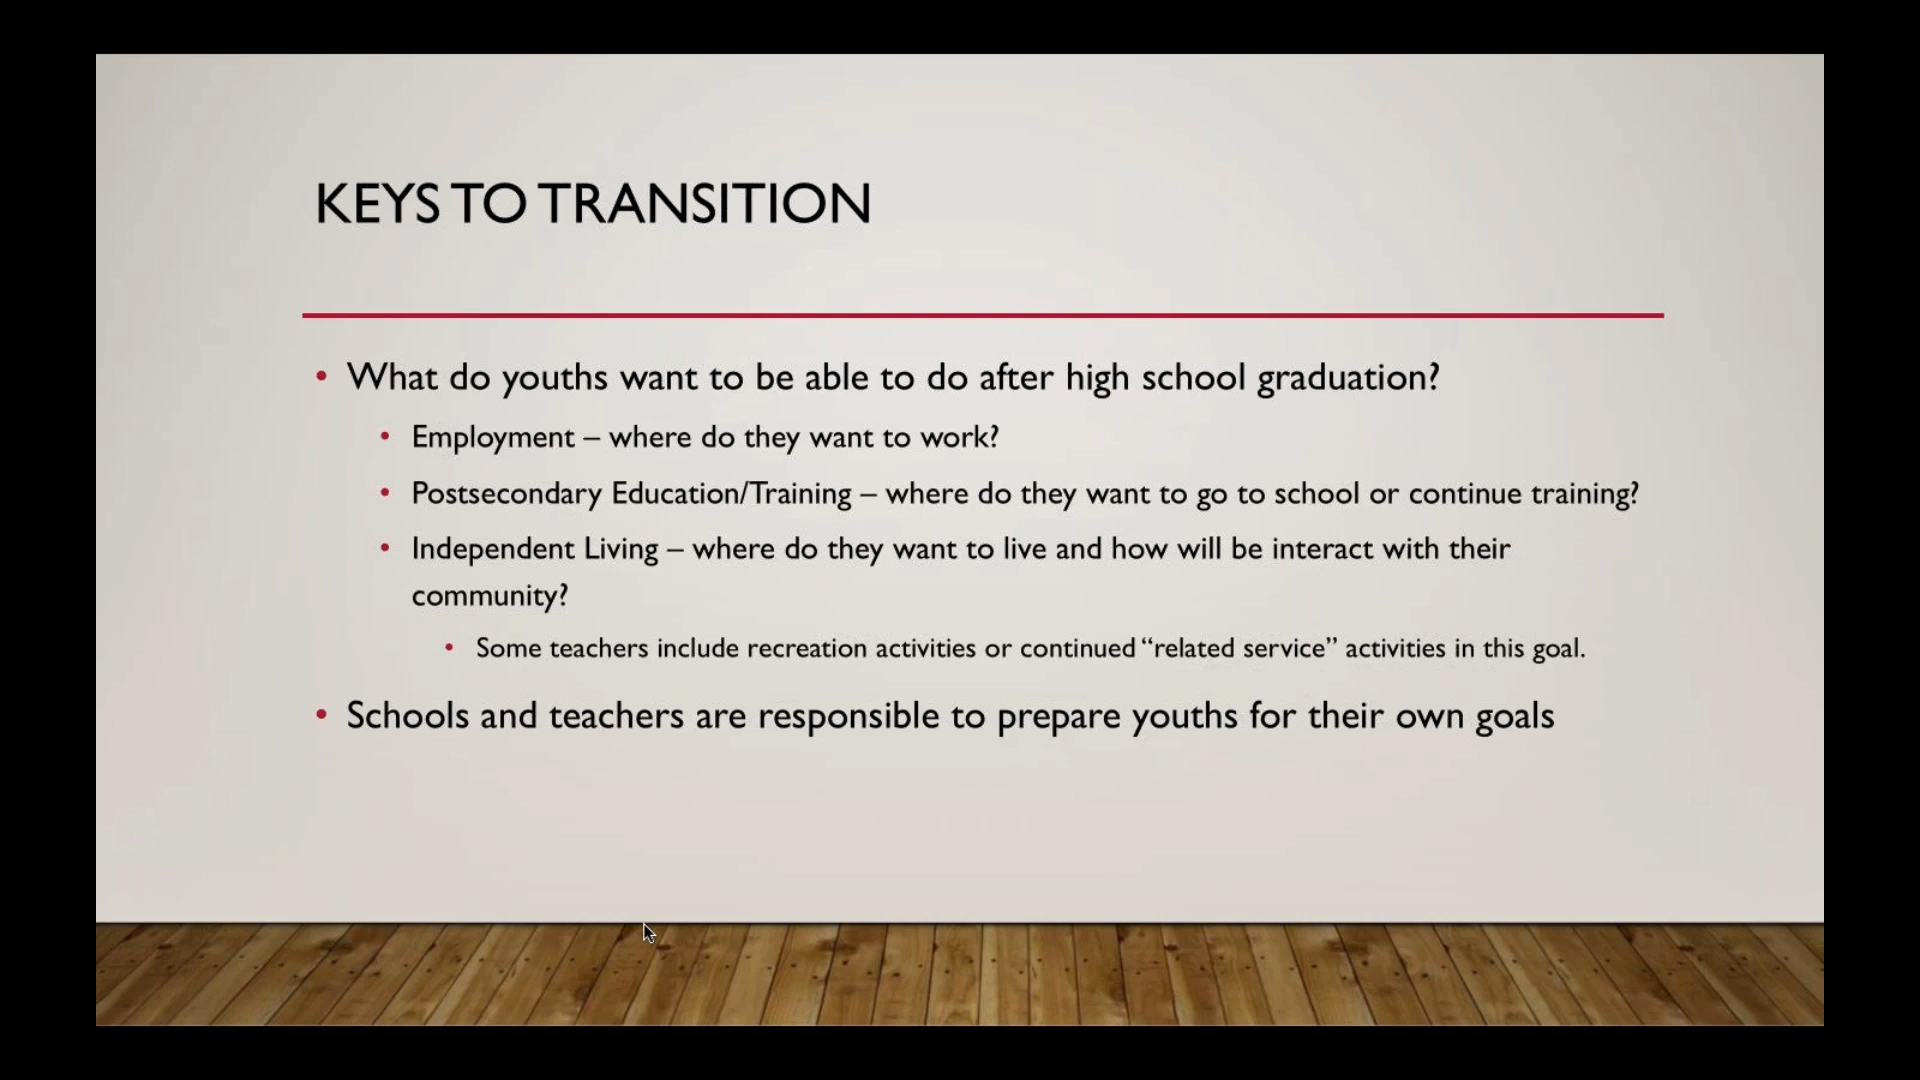 KEYS TO TRANSITION
• What do youths want to be able to do after high school graduation?
• Employment – where do they want to work?
• Postsecondary Education/Training – where do they want to go to school or continue training?
• Independent Living – where do they want to live and how will be interact with their
community?
• Some teachers include recreation activities or continued “related service” activities in this goal.
• Schools and teachers are responsible to prepare youths for their own goals